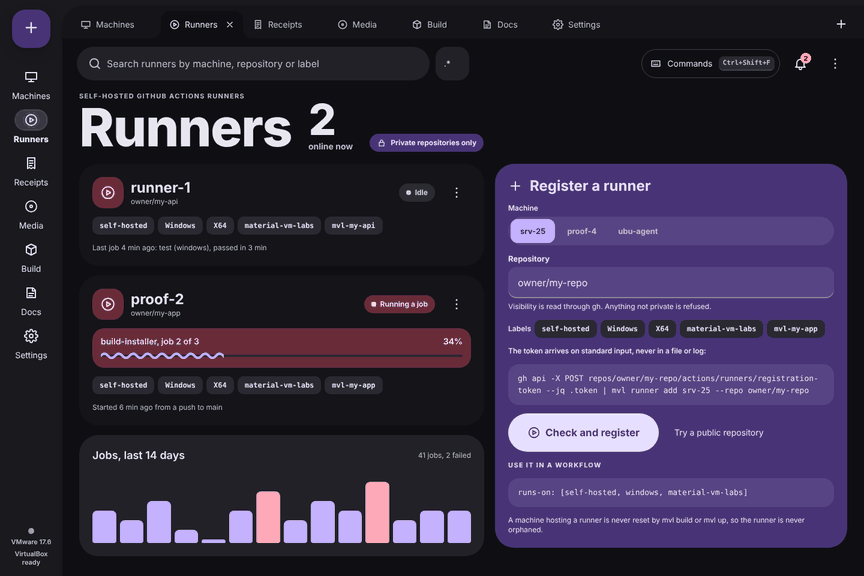 Machines
Runners
Receipts
Media
Build
Docs
Settings
VMware 17.6
VirtualBox
ready
Machines
Runners
Receipts
Media
Build
Docs
Settings
Search runners by machine, repository or label
.*
Commands
Ctrl+Shift+F
2
SELF-HOSTED GITHUB ACTIONS RUNNERS
Runners
2
online now
Private repositories only
runner-1
owner/my-api
Idle
self-hosted
Windows
X64
material-vm-labs
mvl-my-api
Last job 4 min ago: test (windows), passed in 3 min
proof-2
owner/my-app
Running a job
build-installer, job 2 of 3
34%
self-hosted
Windows
X64
material-vm-labs
mvl-my-app
Started 6 min ago from a push to main
Jobs, last 14 days
41 jobs, 2 failed
Register a runner
Machine
srv-25
proof-4
ubu-agent
Repository
owner/my-repo
Visibility is read through gh. Anything not private is refused.
Labels
self-hosted
Windows
X64
material-vm-labs
mvl-my-app
The token arrives on standard input, never in a file or log:
gh api -X POST repos/owner/my-repo/actions/runners/registration-
token --jq .token | mvl runner add srv-25 --repo owner/my-repo
Check and register
Try a public repository
USE IT IN A WORKFLOW
runs-on: [self-hosted, windows, material-vm-labs]
A machine hosting a runner is never reset by mvl build or mvl up, so the runner is never
orphaned.